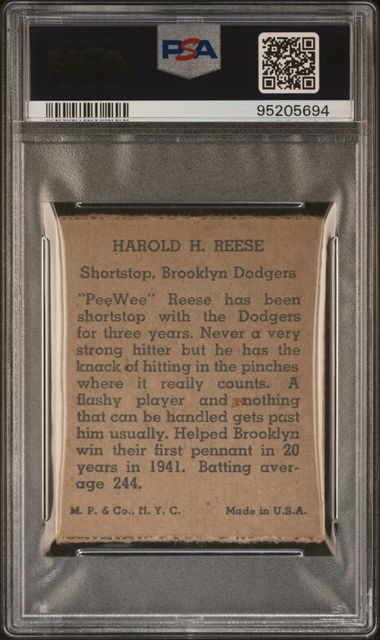 PSA
95205694
HAROLD H. REESE
Shortstop, Brooklyn Dodgers
"PeeWee" Reese has been
shortstop with the Dodgers
for three years. Never a very
strong hitter but he has the
knack of hitting in the pinches
where it really counts. A
flashy player and nothing
that can be handled gets past
him usually. Helped Brooklyn
win their first pennant in 20
years in 1941. Batting aver-
age 244.
M. P. & Co., N. Y. C. Made in U.S.A.